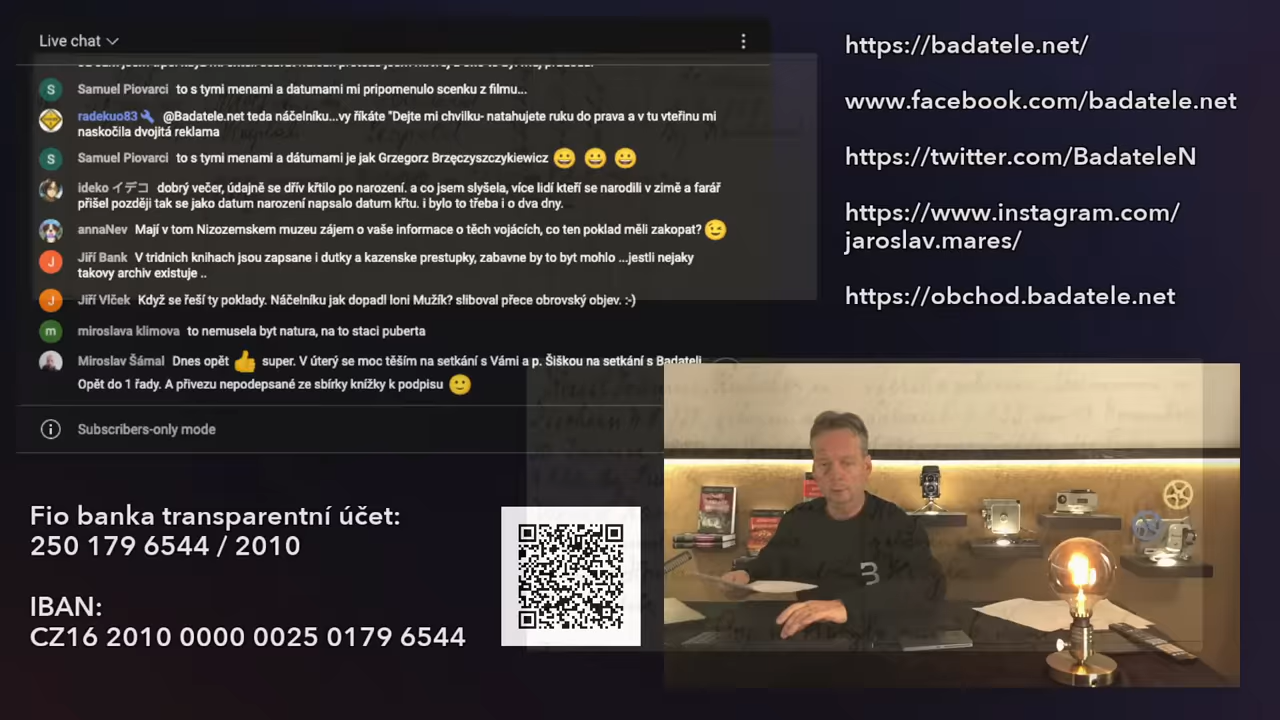 Live chat
Samuel Piovarci to s tymi menami a datumami mi pripomenulo scenku z filmu...
radekuo83 @Badatele.net teda náčelníku...vy říkáte "Dejte mi chvilku- natahujete ruku do prava a v tu vteřinu mi
naskočila dvojitá reklama
Samuel Piovarci to s tymi menami a dátumami je jak Grzegorz Brzęczyszczykiewicz 😀 😀 😀
ideko イデコ dobrý večer, údajně se dřív křtilo po narození. a co jsem slyšela, více lidí kteří se narodili v zimě a farář
přišel později tak se jako datum narození napsalo datum křtu. i bylo to třeba i o dva dny.
annaNev Mají v tom Nizozemskem muzeu zájem o vaše informace o těch vojácích, co ten poklad měli zakopat? 😉
Jiří Bank V tridnich knihach jsou zapsane i dutky a kazenske prestupky, zabavne by to byt mohlo ...jestli nejaky
takovy archiv existuje ..
Jiří Vlček Když se řeší ty poklady. Náčelníku jak dopadl loni Mužík? sliboval přece obrovský objev. :-)
miroslava klimova to nemusela byt natura, na to staci puberta
Miroslav Šámal Dnes opět 👍 super. V úterý se moc těším na setkání s Vámi a p. Šiškou na setkání s Badateli.
Opět do 1 řady. A přivezu nepodepsané ze sbírky knížky k podpisu 🙂
Subscribers-only mode
https://badatele.net/
www.facebook.com/badatele.net
https://twitter.com/BadateleN
https://www.instagram.com/
jaroslav.mares/
https://obchod.badatele.net
Fio banka transparentní účet:
250 179 6544 / 2010
IBAN:
CZ16 2010 0000 0025 0179 6544